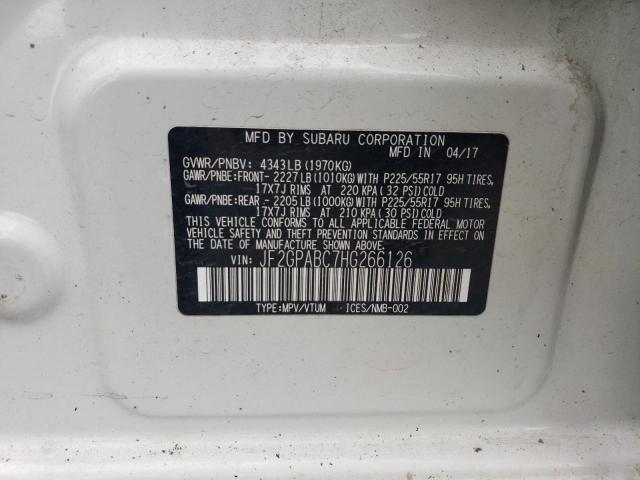 MFD BY SUBARU CORPORATION
MFD IN 04/17
GVWR/PNBV: 4343LB (1970KG)
GAWR/PNBE:FRONT- 2227LB (1010KG) WITH P225/55R17 95H TIRES,
17X7J RIMS AT 220 KPA (32 PSI) COLD
GAWR/PNBE:REAR - 2205LB (1000KG) WITH P225/55R17 95H TIRES,
17X7J RIMS AT 210 KPA (30 PSI) COLD
THIS VEHICLE CONFORMS TO ALL APPLICABLE FEDERAL MOTOR
VEHICLE SAFETY AND THEFT PREVENTION STANDARDS IN
EFFECT ON THE DATE OF MANUFACTURE SHOWN ABOVE.
VIN: JF2GPABC7HG266126
TYPE:MPV/VTUM ICES/NMB-002